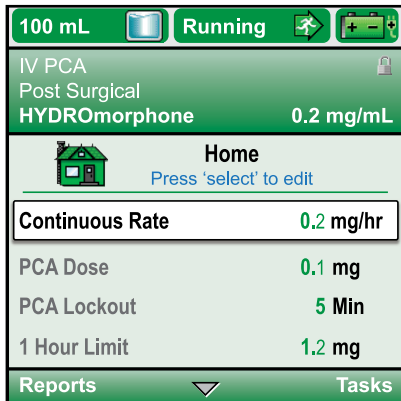 100 mL Running
IV PCA
Post Surgical
HYDROmorphone 0.2 mg/mL
Home
Press ‘select’ to edit
Continuous Rate 0.2 mg/hr
PCA Dose 0.1 mg
PCA Lockout 5 Min
1 Hour Limit 1.2 mg
Reports Tasks